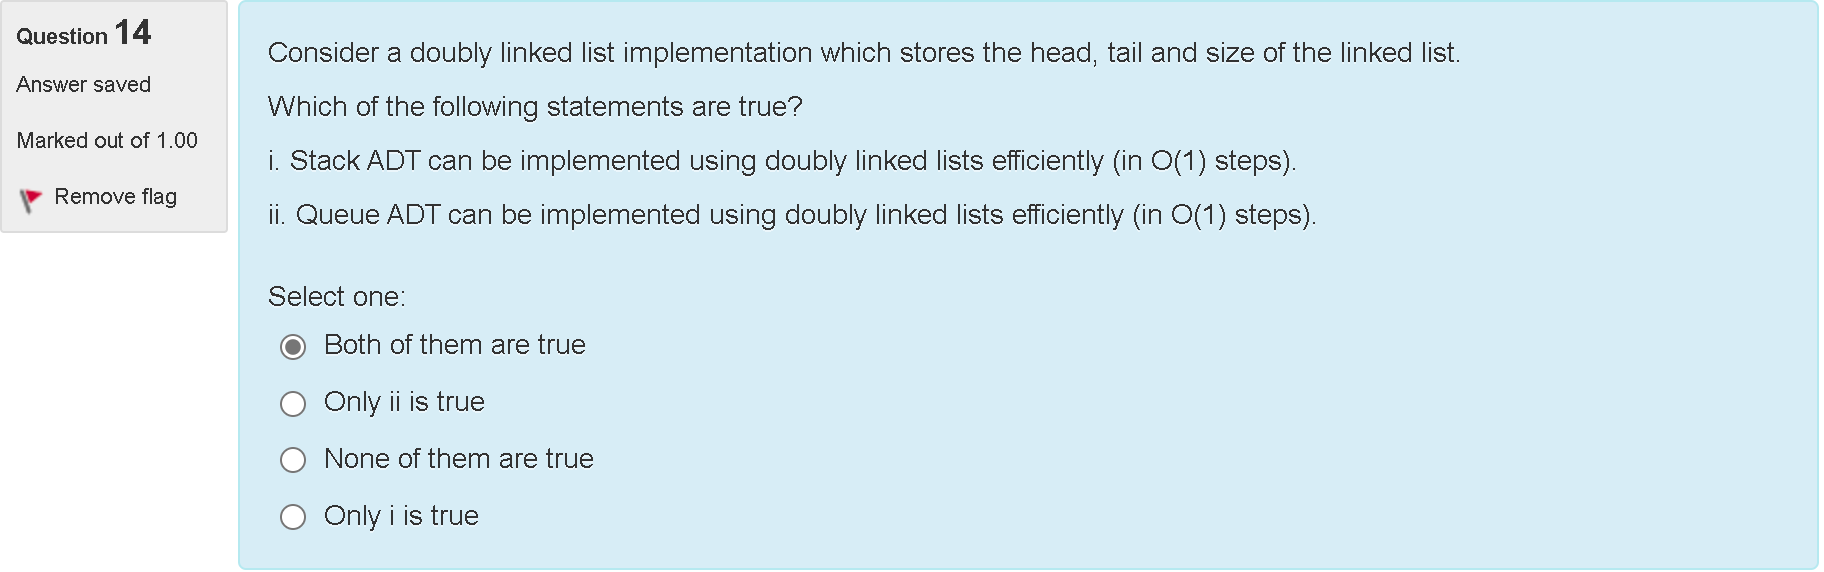 Question 14
Answer saved
Marked out of 1.00
Remove flag
Consider a doubly linked list implementation which stores the head, tail and size of the linked list.
Which of the following statements are true?
i. Stack ADT can be implemented using doubly linked lists efficiently (in O(1) steps).
ii. Queue ADT can be implemented using doubly linked lists efficiently (in O(1) steps).
Select one:
Both of them are true
Only ii is true
None of them are true
Only i is true